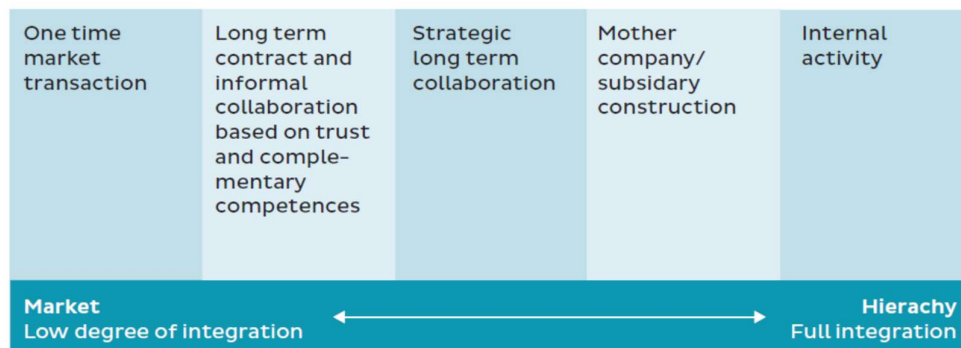 One time
market
transaction
Long term
contract and
informal
collaboration
based on trust
and comple-
mentary
competences
Strategic
long term
collaboration
Mother
company/
subsidary
construction
Internal
activity
Market
Low degree of integration
Hierachy
Full integration